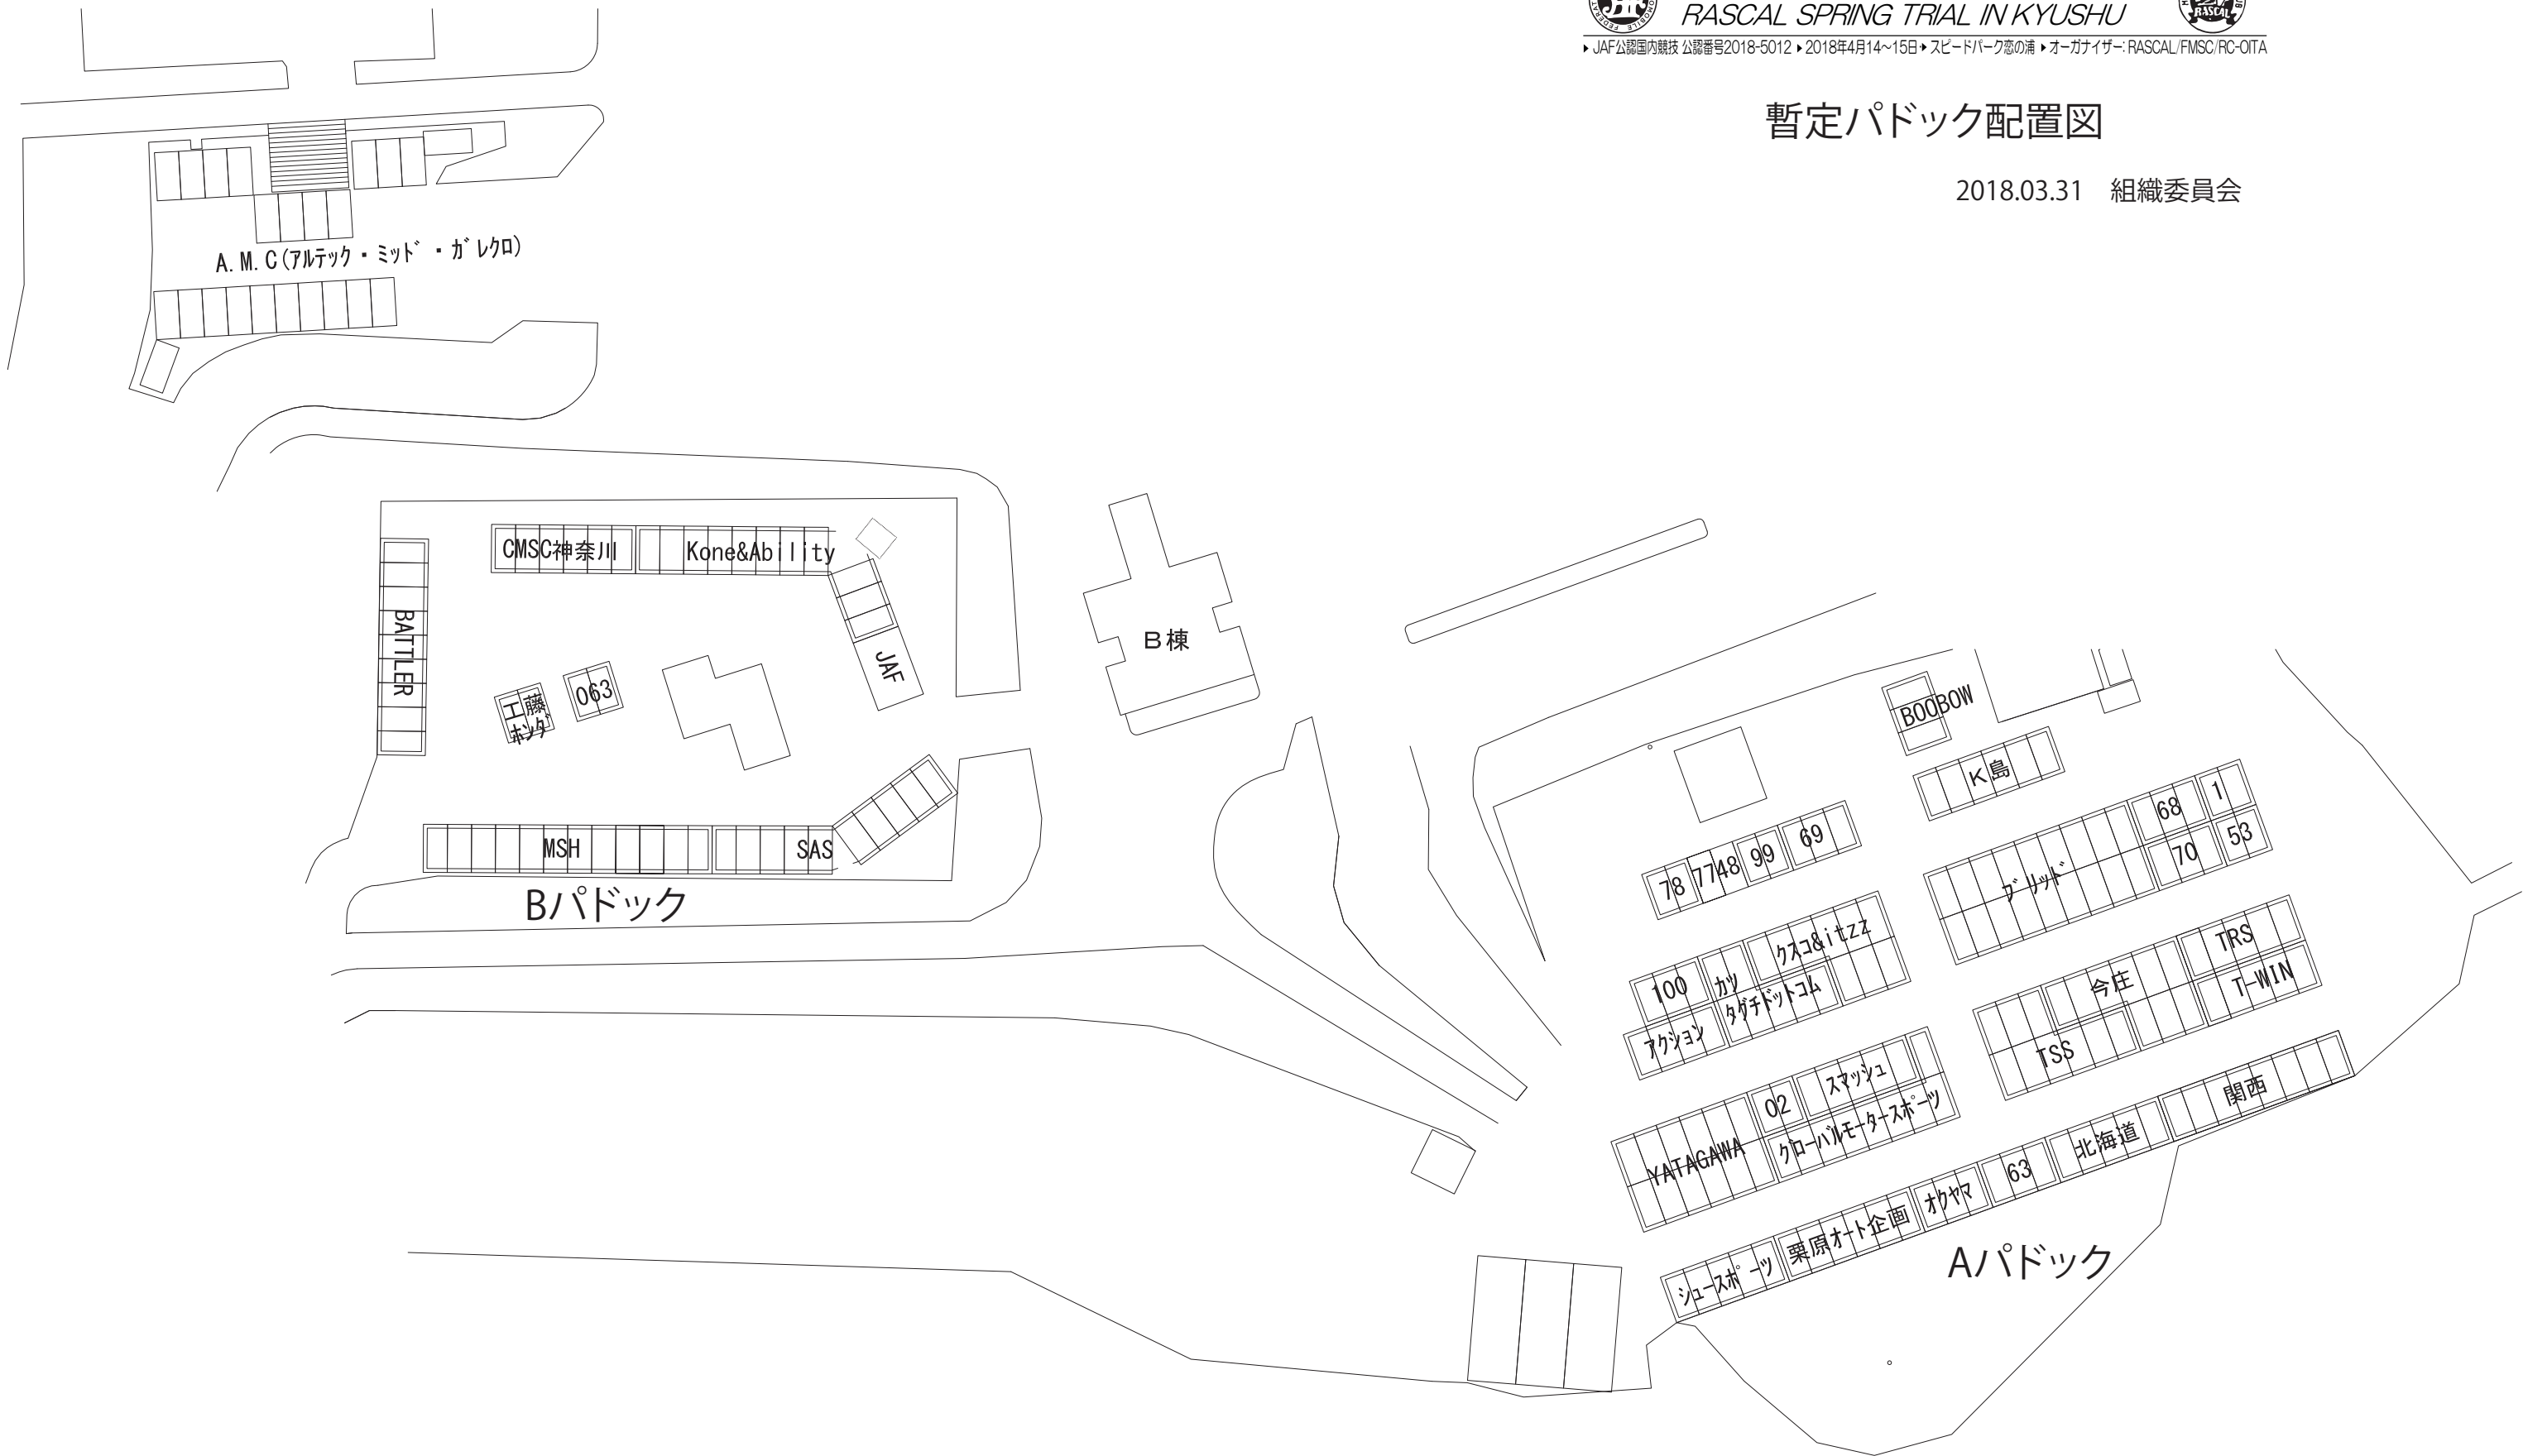 RASCAL SPRING TRIAL IN KYUSHU
RASCAL
▶ JAF公認国内競技 公認番号2018-5012 ▶ 2018年4月14～15日 ▶ スピードパーク恋の浦 ▶ オーガナイザー: RASCAL/FMSC/RC-OITA
暫定パドック配置図
2018.03.31　組織委員会
A.M.C(ｱﾙﾃｯｸ・ﾐｯﾄﾞ・ｶﾞﾚｸﾛ)
CMSC神奈川
Kone&Ability
BATTLER
JAF
工藤
ﾎﾝﾀﾞ
063
MSH
SAS
Bパドック
B棟
BOOBOW
K島
78
77
48
99
69
ﾌﾞﾘｯﾄﾞ
68
1
70
53
100
ｶﾂ
ｸｽｺ&itzz
ｱｸｼｮﾝ
ﾀｸﾞﾁﾄﾞｯﾄｺﾑ
今庄
TRS
TSS
T-WIN
YATAGAWA
02
ｽﾏｯｼｭ
ｸﾞﾛｰﾊﾞﾙﾓｰﾀｰｽﾎﾟｰﾂ
ｼｭｰｽﾎﾟｰﾂ
栗原ｵｰﾄ企画
ｵｸﾔﾏ
63
北海道
関西
Aパドック